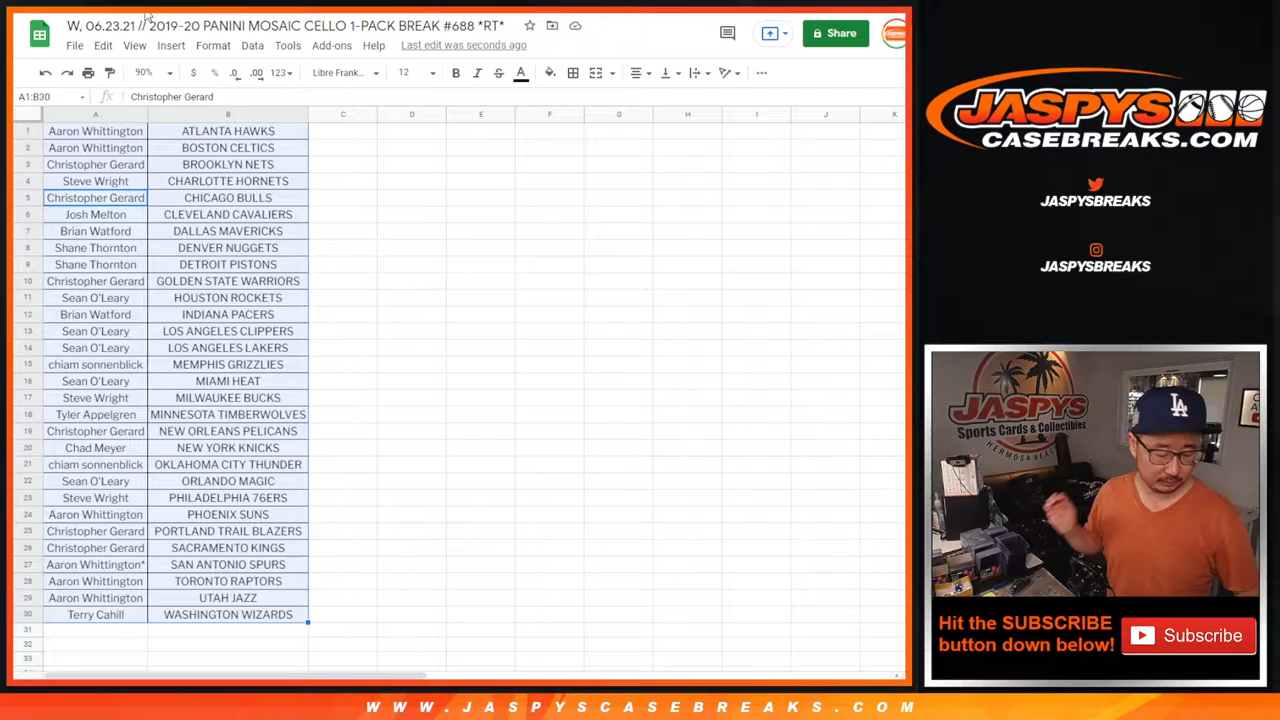 W, 06.23.21 // 2019-20 PANINI MOSAIC CELLO 1-PACK BREAK #688 *RT*
File Edit View Insert Format Data Tools Add-ons Help Last edit was seconds ago
Share
90% $ % .0 .00 123 Libre Frank... 12 B I S A
A1:B30 fx Christopher Gerard
A B C D E F G H I J K
1 Aaron Whittington ATLANTA HAWKS
2 Aaron Whittington BOSTON CELTICS
3 Christopher Gerard BROOKLYN NETS
4 Steve Wright CHARLOTTE HORNETS
5 Christopher Gerard CHICAGO BULLS
6 Josh Melton CLEVELAND CAVALIERS
7 Brian Watford DALLAS MAVERICKS
8 Shane Thornton DENVER NUGGETS
9 Shane Thornton DETROIT PISTONS
10 Christopher Gerard GOLDEN STATE WARRIORS
11 Sean O'Leary HOUSTON ROCKETS
12 Brian Watford INDIANA PACERS
13 Sean O'Leary LOS ANGELES CLIPPERS
14 Sean O'Leary LOS ANGELES LAKERS
15 chiam sonnenblick MEMPHIS GRIZZLIES
16 Sean O'Leary MIAMI HEAT
17 Steve Wright MILWAUKEE BUCKS
18 Tyler Appelgren MINNESOTA TIMBERWOLVES
19 Christopher Gerard NEW ORLEANS PELICANS
20 Chad Meyer NEW YORK KNICKS
21 chiam sonnenblick OKLAHOMA CITY THUNDER
22 Sean O'Leary ORLANDO MAGIC
23 Steve Wright PHILADELPHIA 76ERS
24 Aaron Whittington PHOENIX SUNS
25 Christopher Gerard PORTLAND TRAIL BLAZERS
26 Christopher Gerard SACRAMENTO KINGS
27 Aaron Whittington* SAN ANTONIO SPURS
28 Aaron Whittington TORONTO RAPTORS
29 Aaron Whittington UTAH JAZZ
30 Terry Cahill WASHINGTON WIZARDS
31
32
33
JASPYS
CASEBREAKS.COM
JASPYSBREAKS
JASPYSBREAKS
JASPYS
Sports Cards & Collectibles
HERMOSA BEACH
LA
Hit the SUBSCRIBE
button down below!
Subscribe
WWW.JASPYSCASEBREAKS.COM